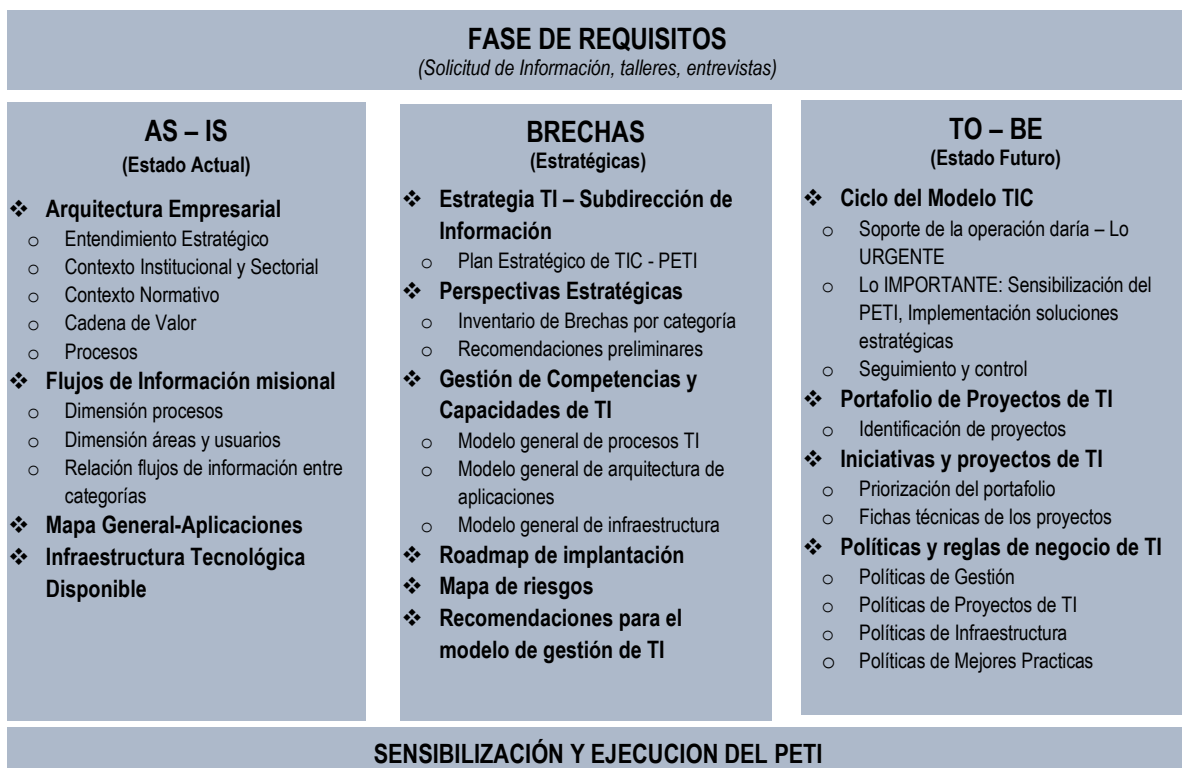 FASE DE REQUISITOS
(Solicitud de Información, talleres, entrevistas)
AS – IS
(Estado Actual)
❖ Arquitectura Empresarial
o Entendimiento Estratégico
o Contexto Institucional y Sectorial
o Contexto Normativo
o Cadena de Valor
o Procesos
❖ Flujos de Información misional
o Dimensión procesos
o Dimensión áreas y usuarios
o Relación flujos de información entre
categorías
❖ Mapa General-Aplicaciones
❖ Infraestructura Tecnológica
Disponible
BRECHAS
(Estratégicas)
❖ Estrategia TI – Subdirección de
Información
o Plan Estratégico de TIC - PETI
❖ Perspectivas Estratégicas
o Inventario de Brechas por categoría
o Recomendaciones preliminares
❖ Gestión de Competencias y
Capacidades de TI
o Modelo general de procesos TI
o Modelo general de arquitectura de
aplicaciones
o Modelo general de infraestructura
❖ Roadmap de implantación
❖ Mapa de riesgos
❖ Recomendaciones para el
modelo de gestión de TI
TO – BE
(Estado Futuro)
❖ Ciclo del Modelo TIC
o Soporte de la operación daría – Lo
URGENTE
o Lo IMPORTANTE: Sensibilización del
PETI, Implementación soluciones
estratégicas
o Seguimiento y control
❖ Portafolio de Proyectos de TI
o Identificación de proyectos
❖ Iniciativas y proyectos de TI
o Priorización del portafolio
o Fichas técnicas de los proyectos
❖ Políticas y reglas de negocio de TI
o Políticas de Gestión
o Políticas de Proyectos de TI
o Políticas de Infraestructura
o Políticas de Mejores Practicas
SENSIBILIZACIÓN Y EJECUCION DEL PETI